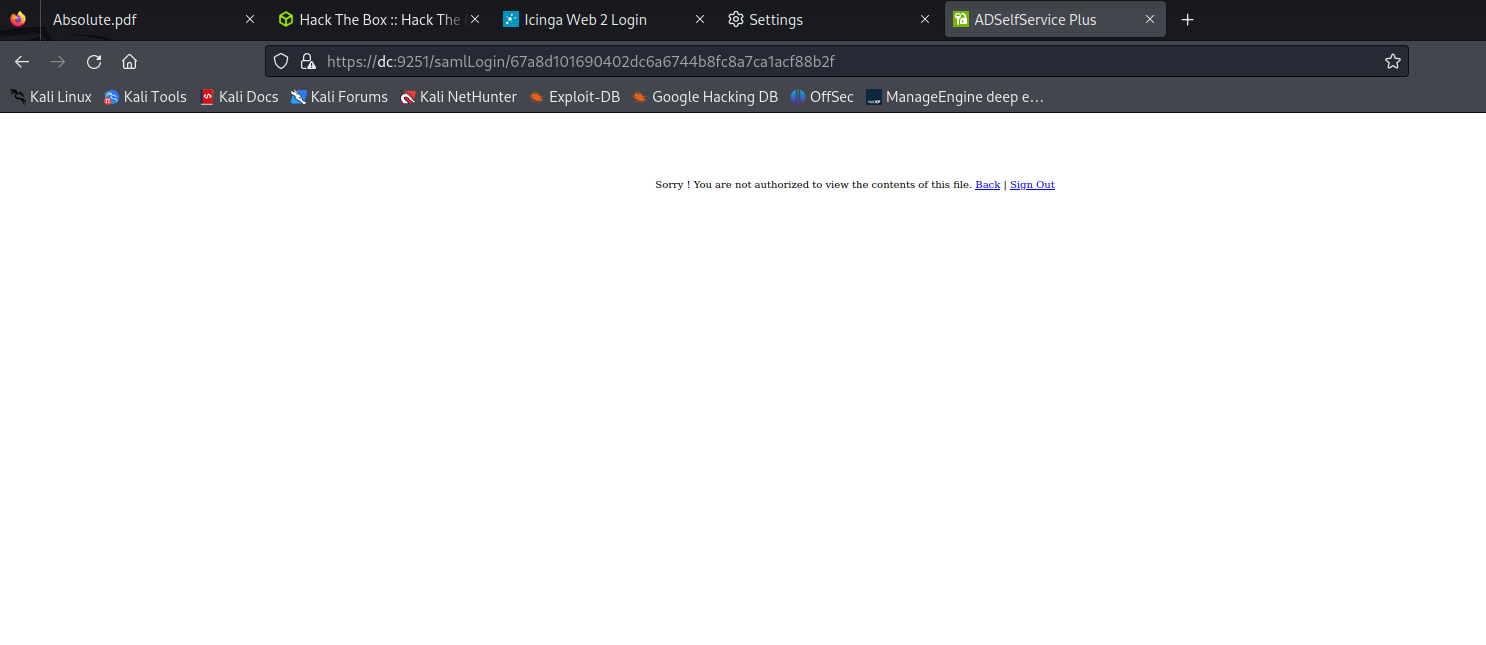 Absolute.pdf
Hack The Box :: Hack The
Icinga Web 2 Login
Settings
ADSelfService Plus
https://dc:9251/samlLogin/67a8d101690402dc6a6744b8fc8a7ca1acf88b2f
Kali Linux
Kali Tools
Kali Docs
Kali Forums
Kali NetHunter
Exploit-DB
Google Hacking DB
OffSec
ManageEngine deep e…
Sorry ! You are not authorized to view the contents of this file. Back | Sign Out